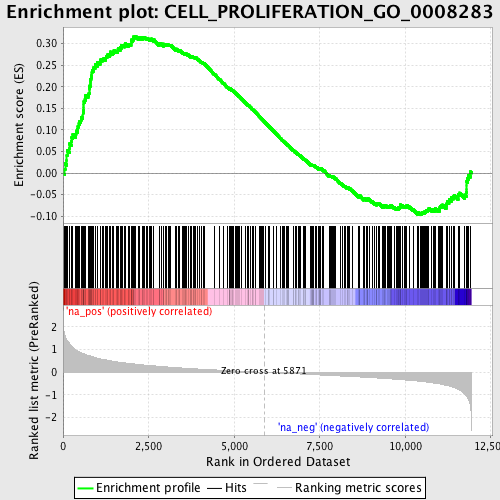 Enrichment plot: CELL_PROLIFERATION_GO_0008283
Enrichment score (ES)
0.30
0.25
0.20
0.15
0.10
0.05
0.00
-0.05
-0.10
'na_pos' (positively correlated)
Ranked list metric (PreRanked)
2
1
0
-1
-2
Zero cross at 5871
'na_neg' (negatively correlated)
0
2,500
5,000
7,500
10,000
12,500
Rank in Ordered Dataset
Enrichment profile
Hits
Ranking metric scores